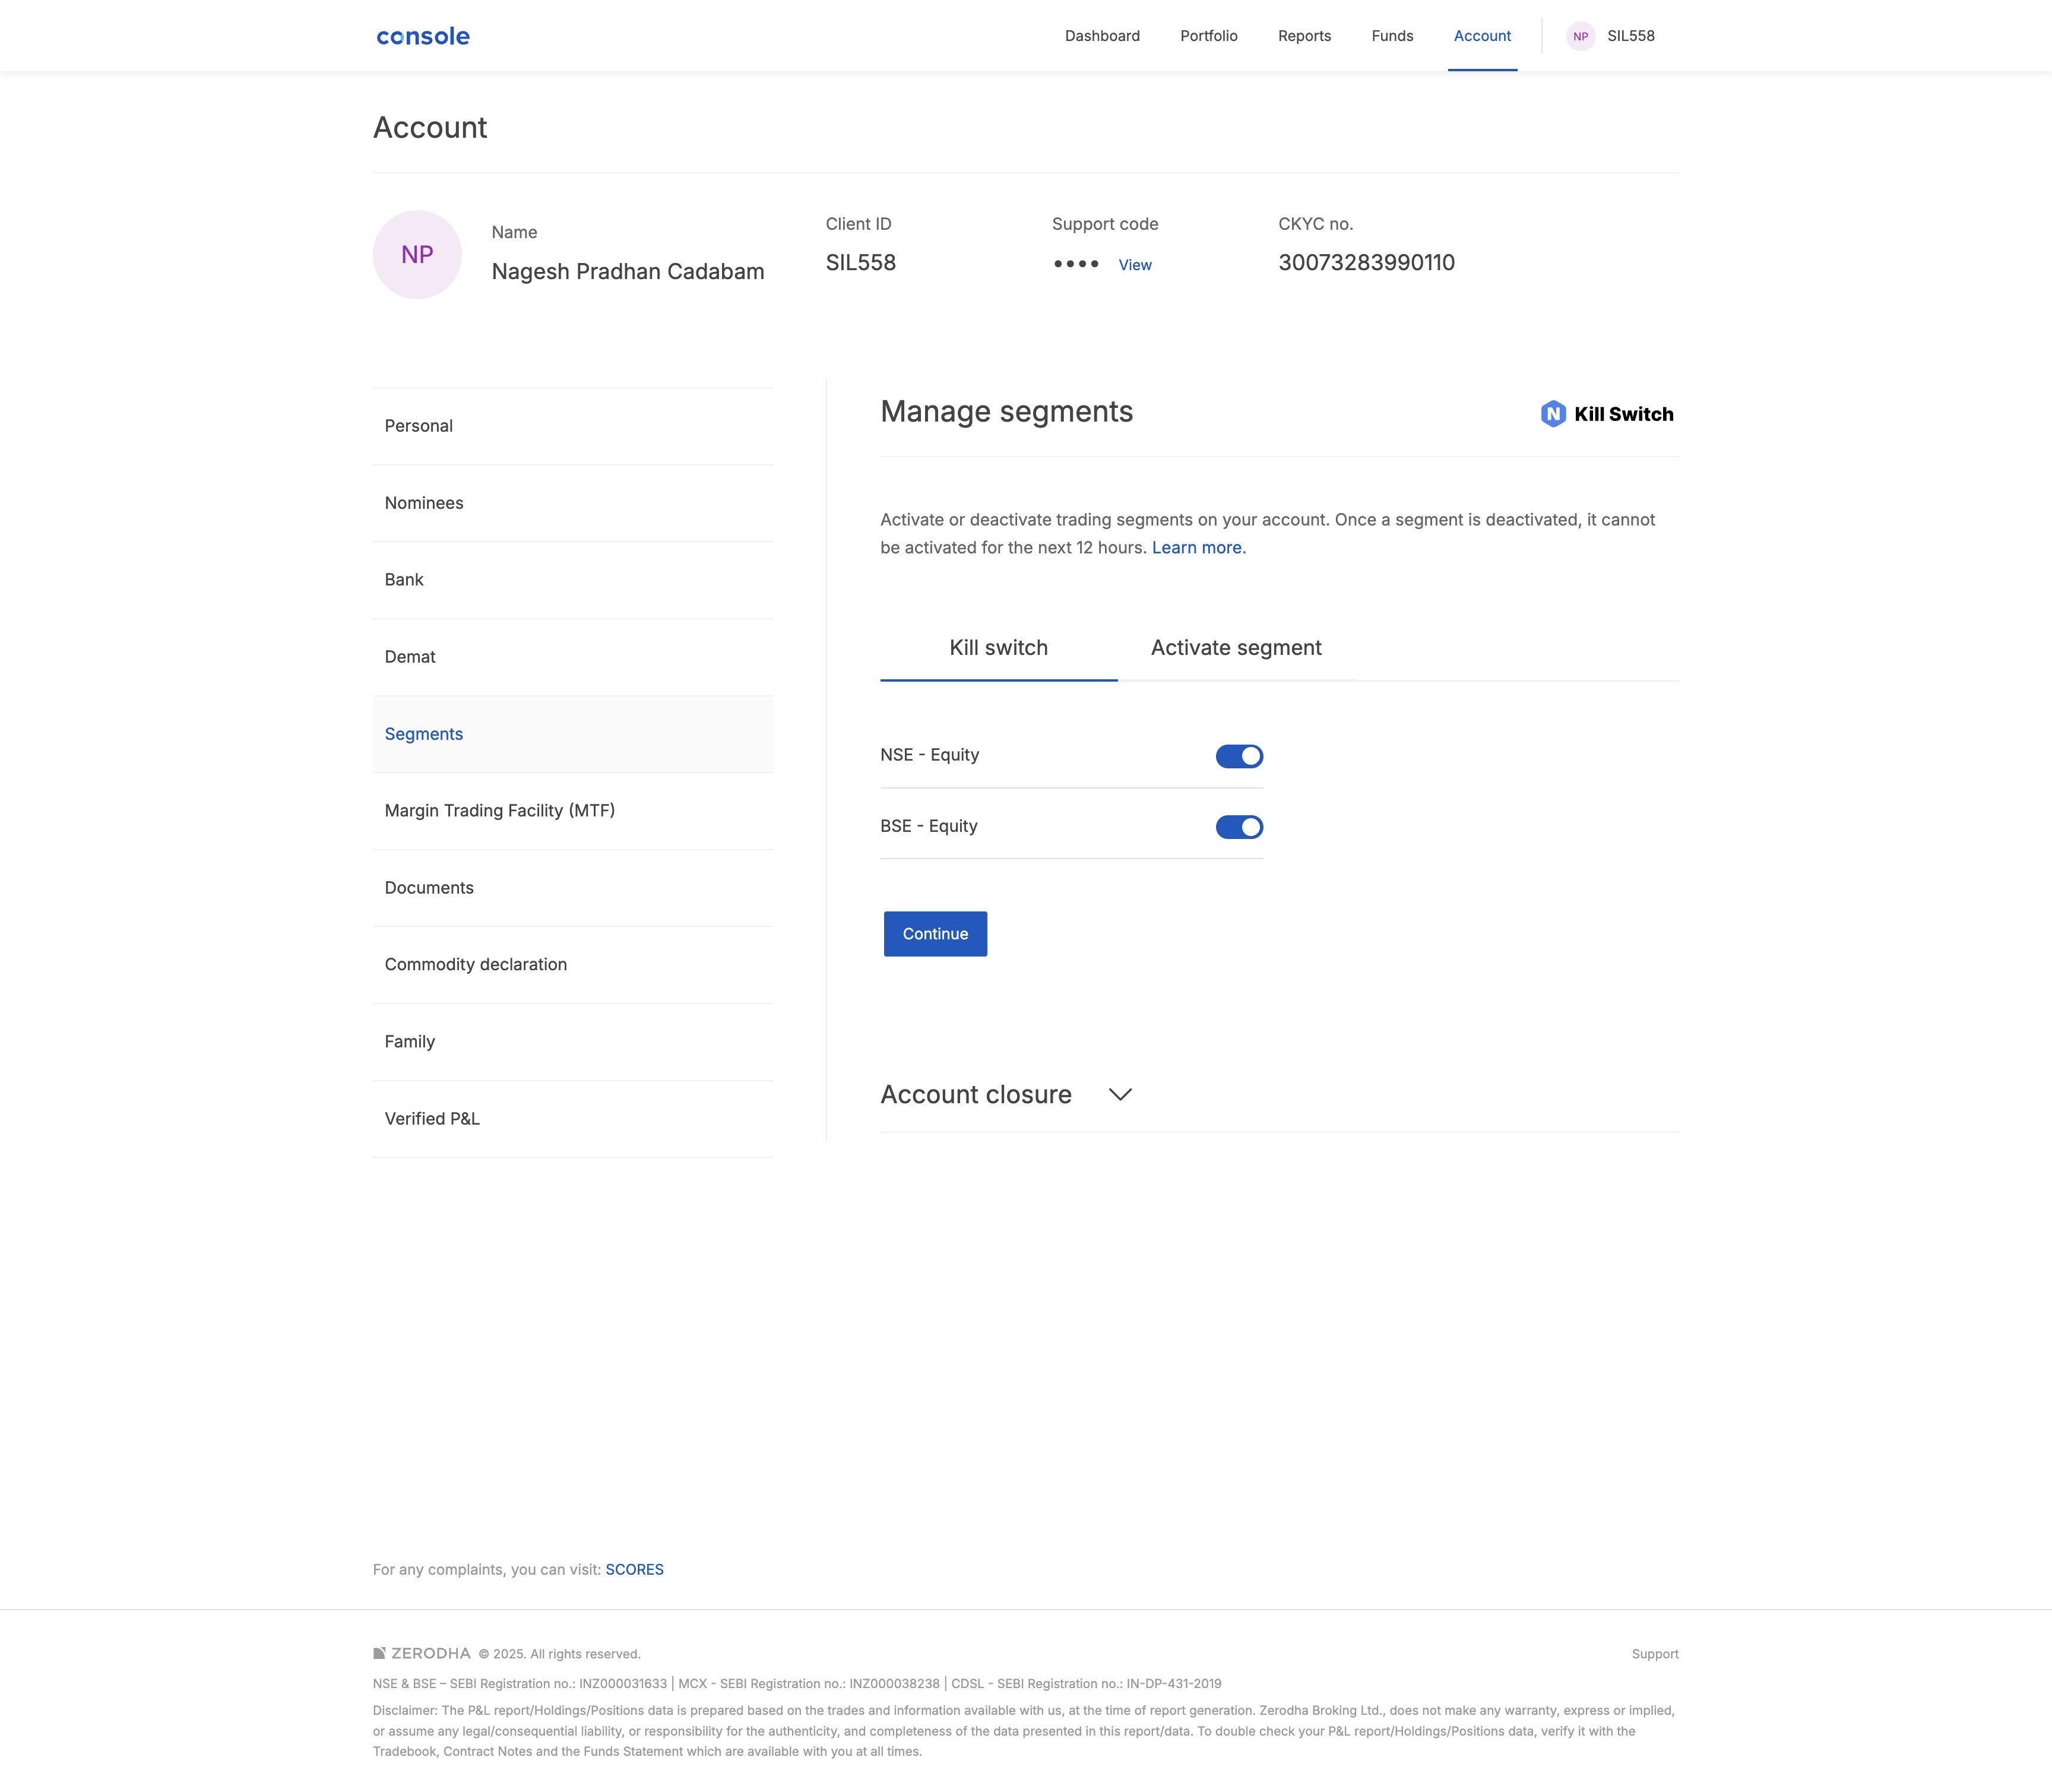 console
Dashboard
Portfolio
Reports
Funds
Account
NP
SIL558
Account
NP
Name
Nagesh Pradhan Cadabam
Client ID
SIL558
Support code
•••• View
CKYC no.
30073283990110
Personal
Nominees
Bank
Demat
Segments
Margin Trading Facility (MTF)
Documents
Commodity declaration
Family
Verified P&L
Manage segments
N Kill Switch
Activate or deactivate trading segments on your account. Once a segment is deactivated, it cannot
be activated for the next 12 hours. Learn more.
Kill switch
Activate segment
NSE - Equity
BSE - Equity
Continue
Account closure
For any complaints, you can visit: SCORES
ZERODHA © 2025. All rights reserved.
Support
NSE & BSE – SEBI Registration no.: INZ000031633 | MCX - SEBI Registration no.: INZ000038238 | CDSL - SEBI Registration no.: IN-DP-431-2019
Disclaimer: The P&L report/Holdings/Positions data is prepared based on the trades and information available with us, at the time of report generation. Zerodha Broking Ltd., does not make any warranty, express or implied,
or assume any legal/consequential liability, or responsibility for the authenticity, and completeness of the data presented in this report/data. To double check your P&L report/Holdings/Positions data, verify it with the
Tradebook, Contract Notes and the Funds Statement which are available with you at all times.